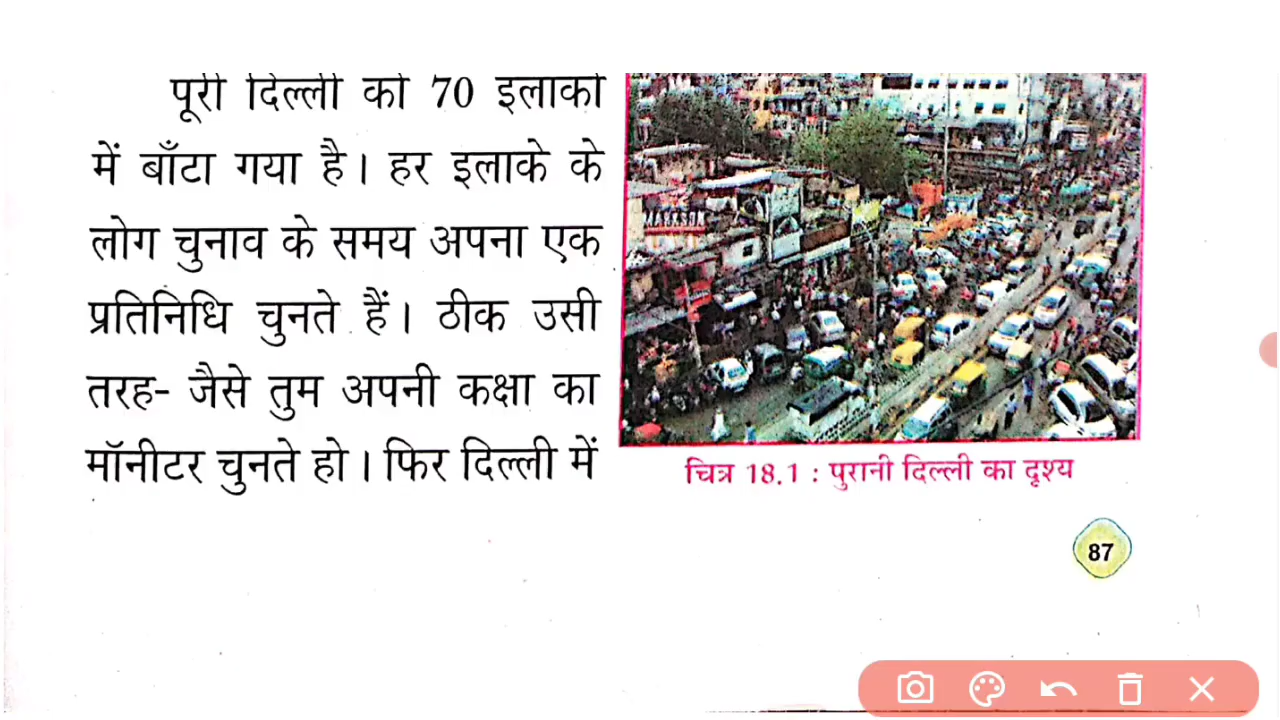 पूरी दिल्ली को 70 इलाकों
में बाँटा गया है। हर इलाके के
लोग चुनाव के समय अपना एक
प्रतिनिधि चुनते हैं। ठीक उसी
तरह- जैसे तुम अपनी कक्षा का
मॉनीटर चुनते हो। फिर दिल्ली में
चित्र 18.1 : पुरानी दिल्ली का दृश्य
87